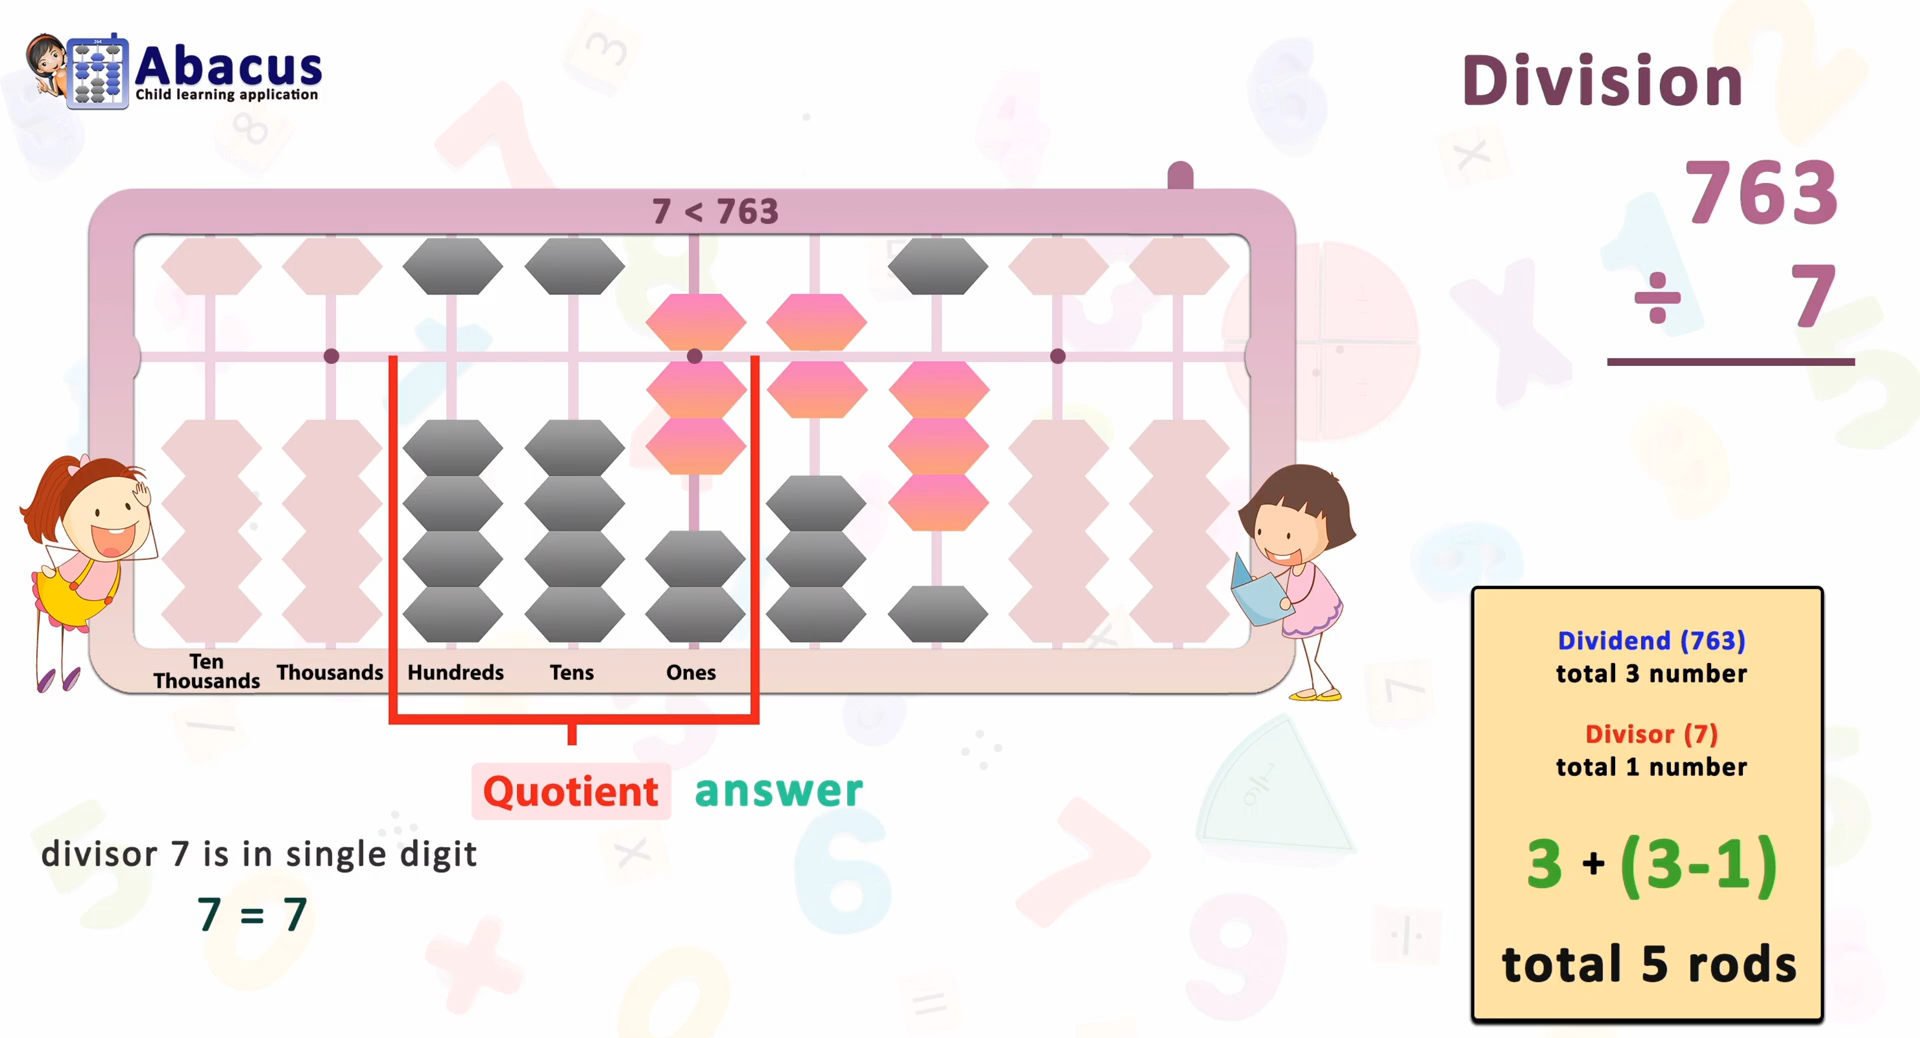 Abacus
Child learning application
Division
763
÷ 7
7 < 763
Ten
Thousands
Thousands
Hundreds
Tens
Ones
Quotient answer
divisor 7 is in single digit
7 = 7
Dividend (763)
total 3 number
Divisor (7)
total 1 number
3 + (3-1)
total 5 rods